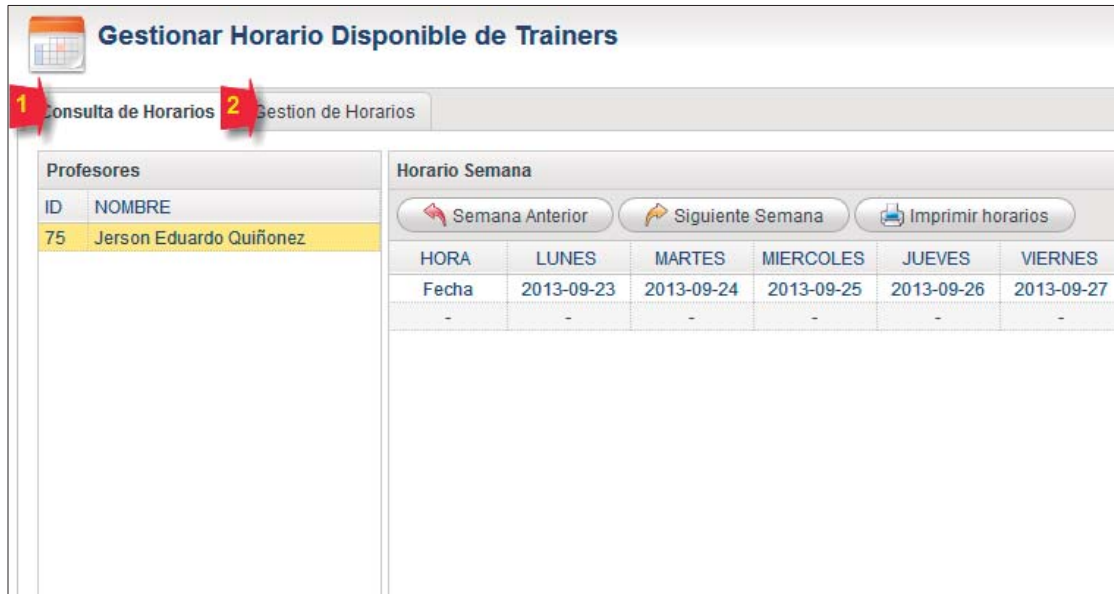 Gestionar Horario Disponible de Trainers
1 Consulta de Horarios 2 Gestion de Horarios
Profesores
ID NOMBRE
75 Jerson Eduardo Quiñonez
Horario Semana
Semana Anterior Siguiente Semana Imprimir horarios
HORA LUNES MARTES MIERCOLES JUEVES VIERNES
Fecha 2013-09-23 2013-09-24 2013-09-25 2013-09-26 2013-09-27
- - - - - -